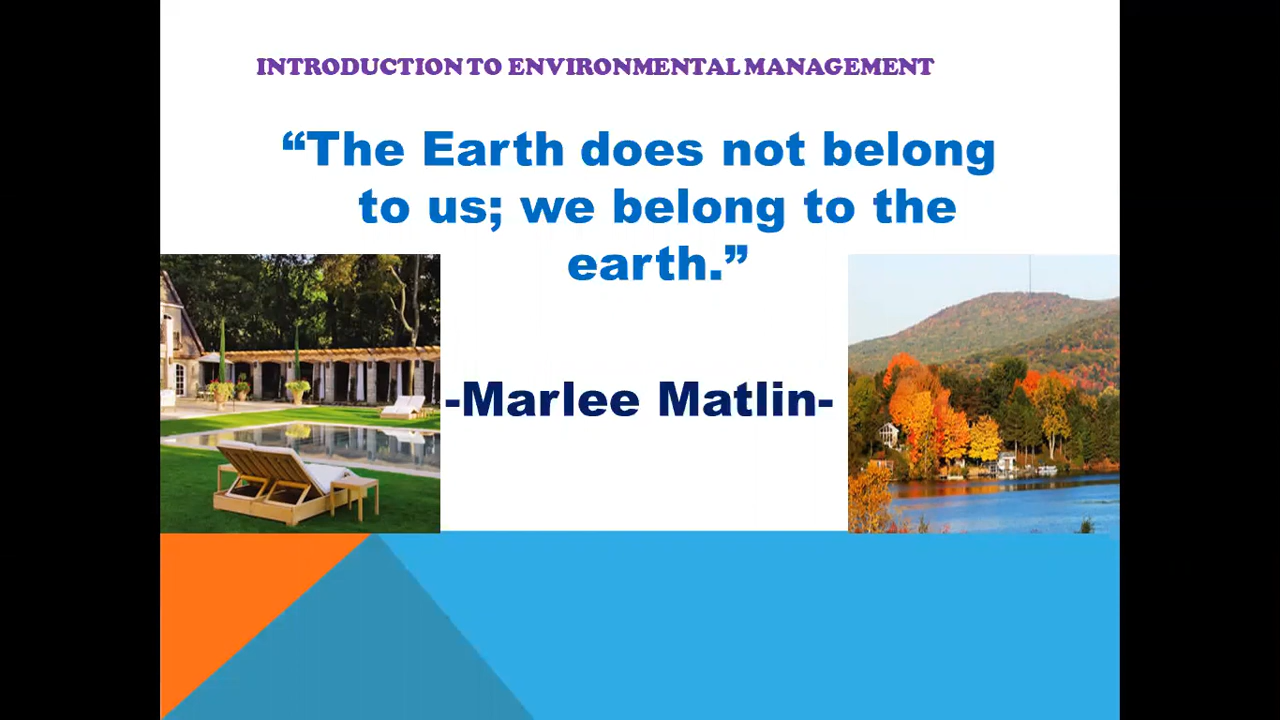 INTRODUCTION TO ENVIRONMENTAL MANAGEMENT
“The Earth does not belong
to us; we belong to the
earth.”
-Marlee Matlin-